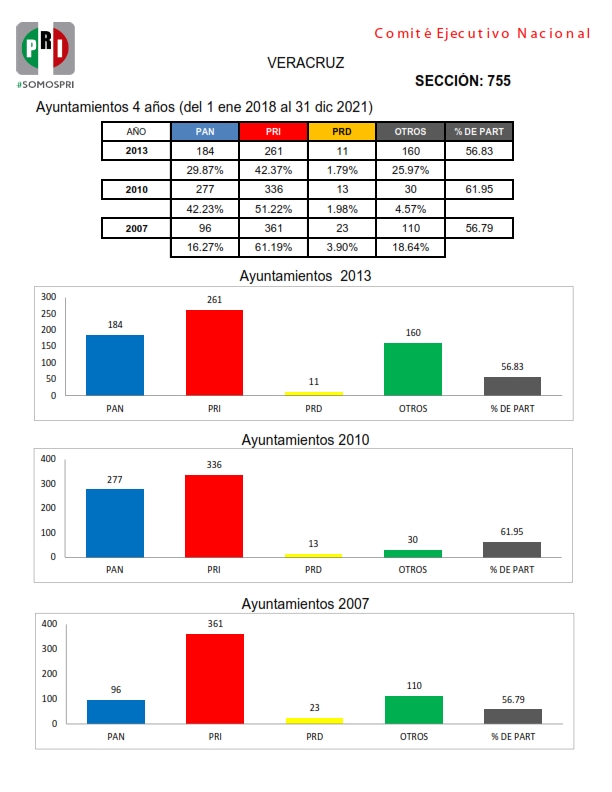 Comité Ejecutivo Nacional
PRI
#SOMOSPRI
VERACRUZ
SECCIÓN: 755
Ayuntamientos 4 años (del 1 ene 2018 al 31 dic 2021)
AÑO PAN PRI PRD OTROS % DE PART
2013 184 261 11 160 56.83
29.87% 42.37% 1.79% 25.97%
2010 277 336 13 30 61.95
42.23% 51.22% 1.98% 4.57%
2007 96 361 23 110 56.79
16.27% 61.19% 3.90% 18.64%
Ayuntamientos 2013
300
250
200
150
100
50
0
184
261
11
160
56.83
PAN PRI PRD OTROS % DE PART
Ayuntamientos 2010
400
300
200
100
0
277
336
13
30
61.95
PAN PRI PRD OTROS % DE PART
Ayuntamientos 2007
400
300
200
100
0
96
361
23
110
56.79
PAN PRI PRD OTROS % DE PART